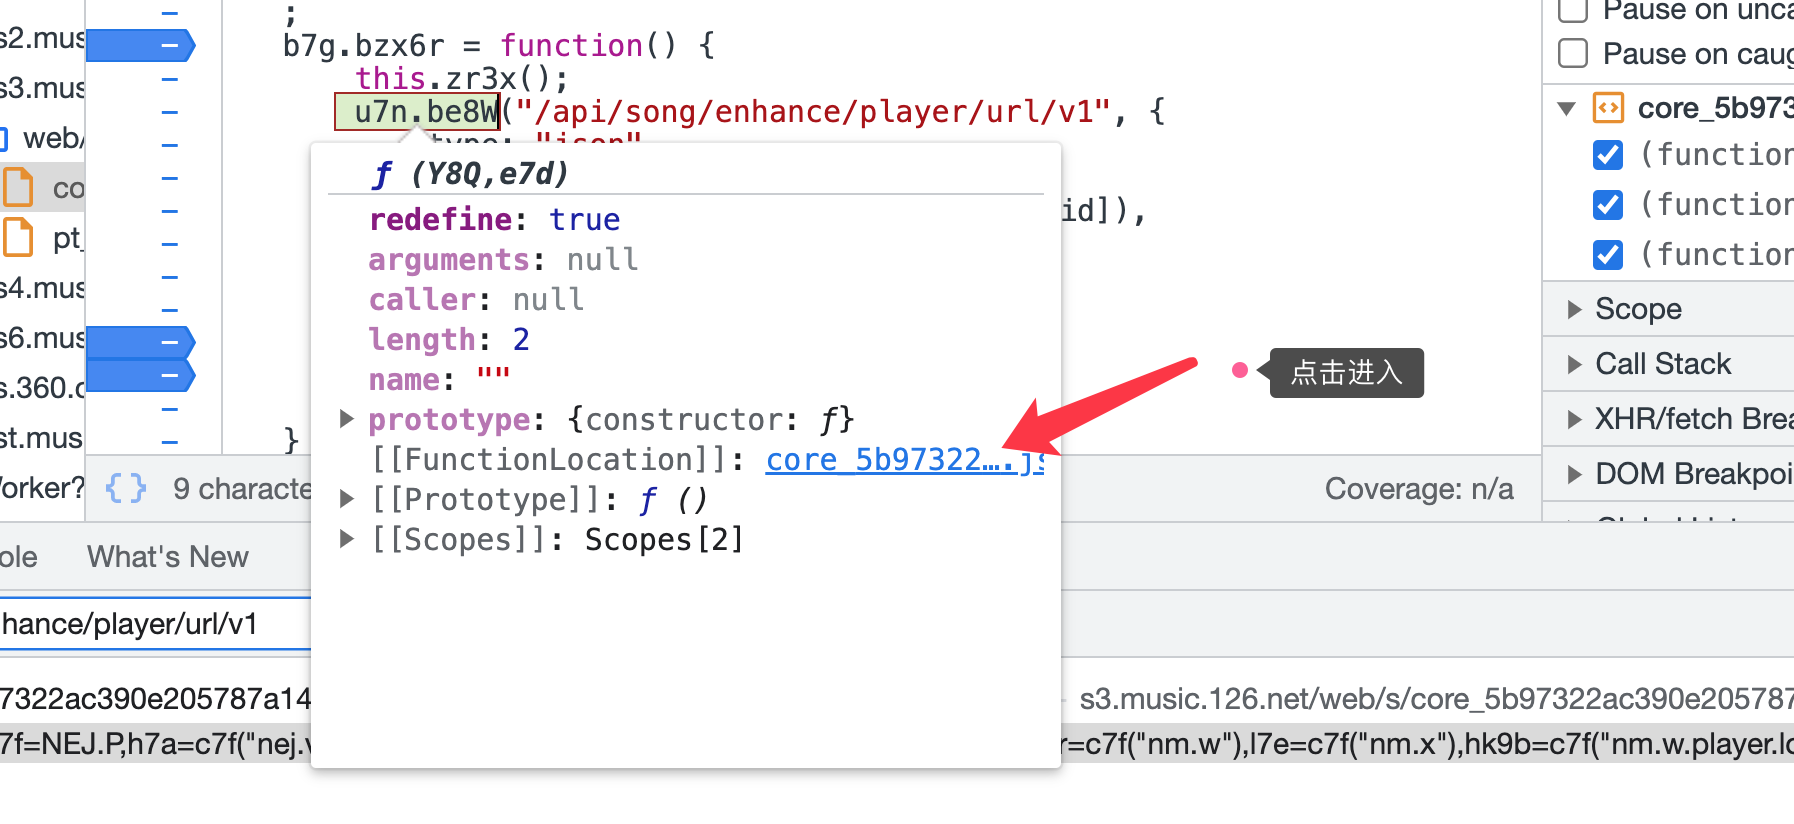 ;
b7g.bzx6r = function() {
this.zr3x();
u7n.be8W("/api/song/enhance/player/url/v1", {
type: "json"
id]),
}
ƒ (Y8Q,e7d)
redefine: true
arguments: null
caller: null
length: 2
name: ""
prototype: {constructor: ƒ}
[[FunctionLocation]]: core_5b97322….js
[[Prototype]]: ƒ ()
[[Scopes]]: Scopes[2]
点击进入
s2.mus
s3.mus
web/
co
pt_
s4.mus
s6.mus
s.360.c
st.mus
orker?
{ } 9 characte
Coverage: n/a
Pause on unca
Pause on caug
core_5b973
(function
(function
(function
Scope
Call Stack
XHR/fetch Brea
DOM Breakpoi
ole
What's New
hance/player/url/v1
7322ac390e205787a14
s3.music.126.net/web/s/core_5b97322ac390e205787
7f=NEJ.P,h7a=c7f("nej.v
r=c7f("nm.w"),l7e=c7f("nm.x"),hk9b=c7f("nm.w.player.lo